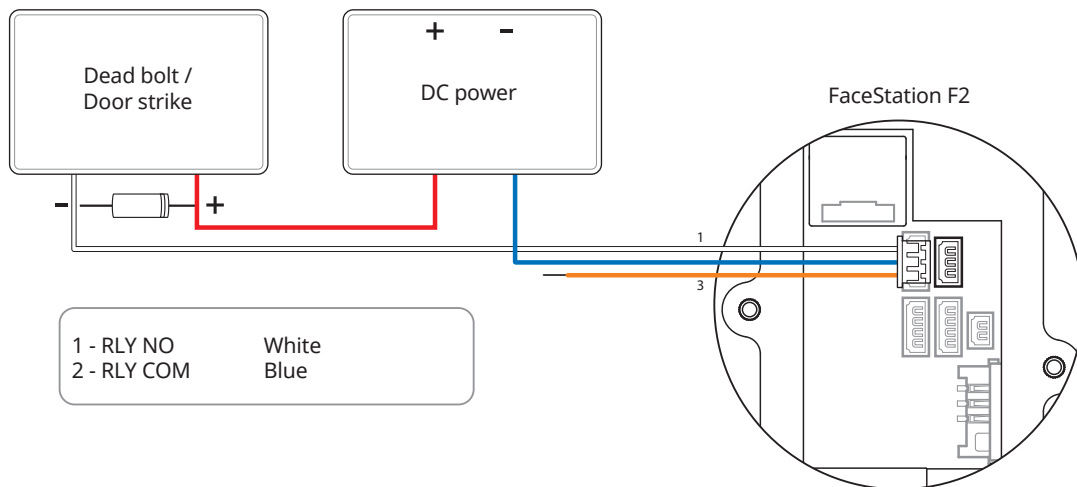 Dead bolt /
Door strike
+ -
DC power
FaceStation F2
- +
1
3
1 - RLY NO White
2 - RLY COM Blue